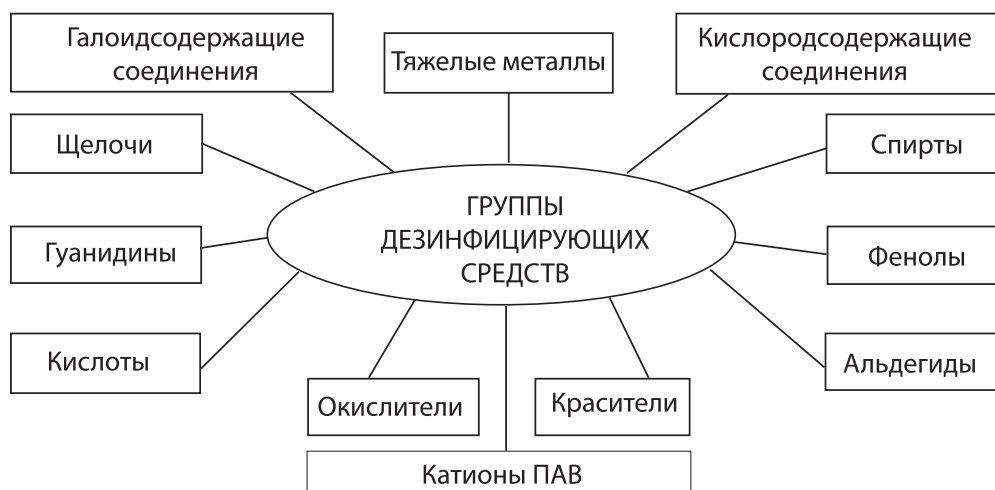 Галоидсодержащие
соединения
Тяжелые металлы
Кислородсодержащие
соединения
Щелочи
Спирты
ГРУППЫ
ДЕЗИНФИЦИРУЮЩИХ
СРЕДСТВ
Гуанидины
Фенолы
Кислоты
Альдегиды
Окислители
Красители
Катионы ПАВ